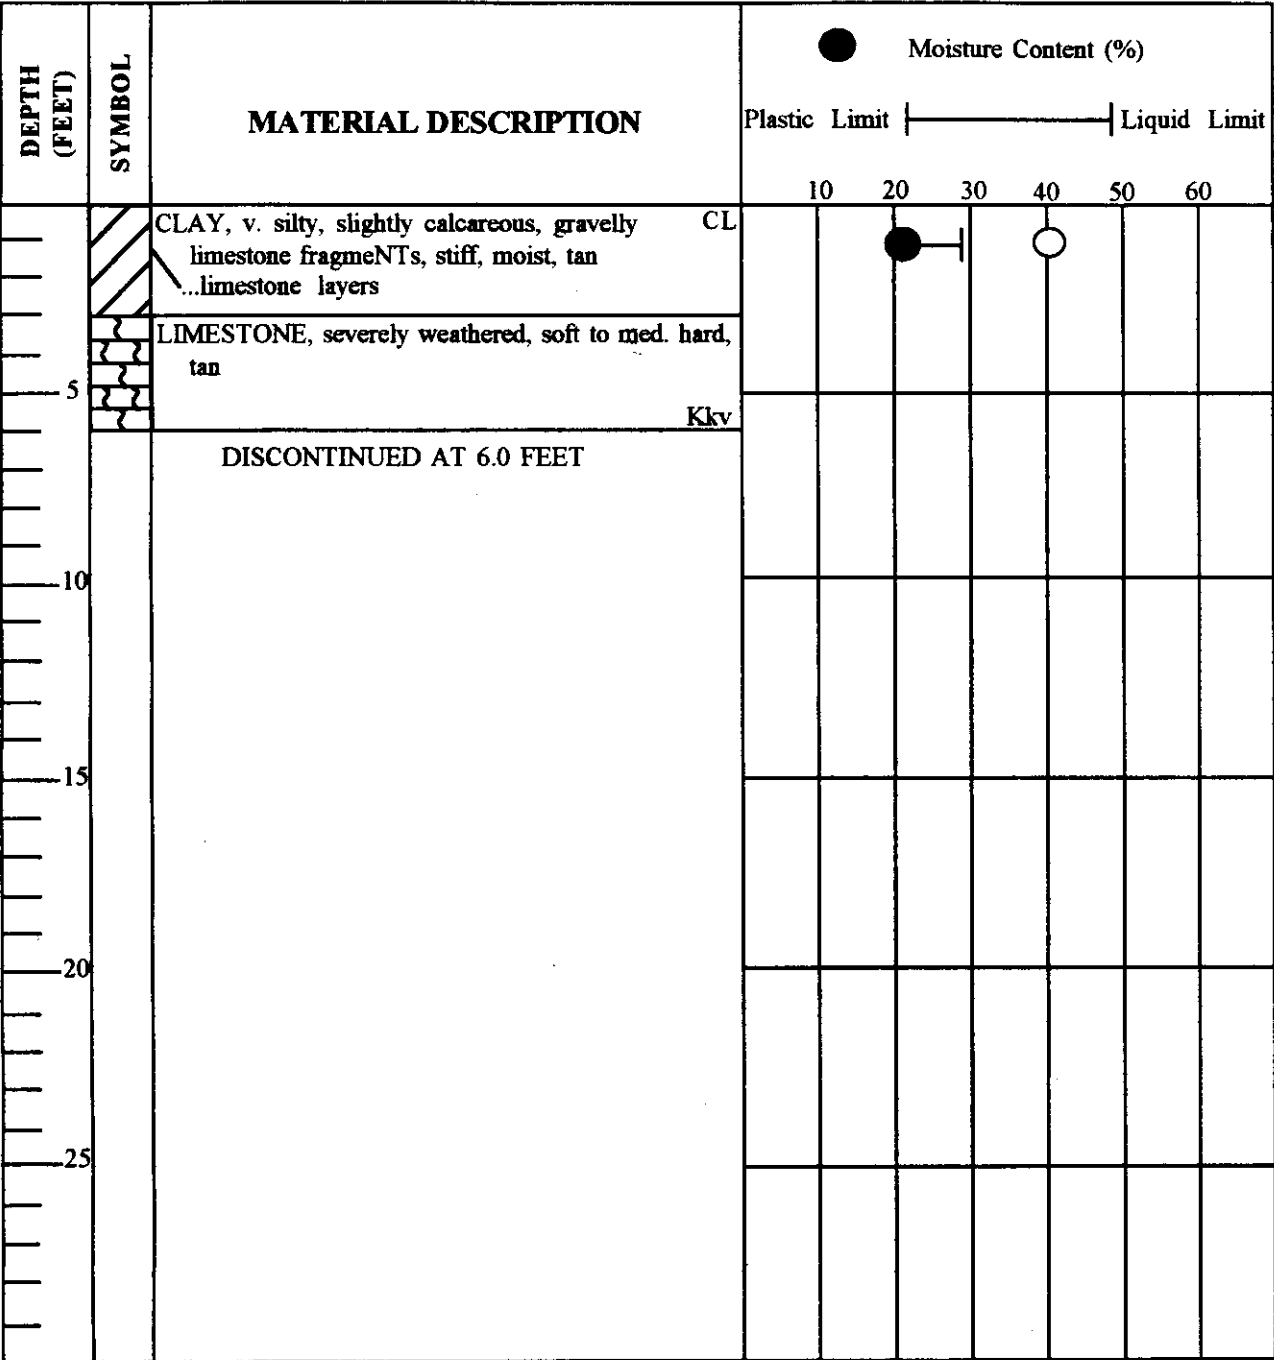 DEPTH
(FEET)
SYMBOL
MATERIAL DESCRIPTION
Moisture Content (%)
Plastic Limit Liquid Limit
10 20 30 40 50 60
CLAY, v. silty, slightly calcareous, gravelly CL
limestone fragmeNTs, stiff, moist, tan
...limestone layers
LIMESTONE, severely weathered, soft to med. hard,
tan
5
Kkv
DISCONTINUED AT 6.0 FEET
10
15
20
25